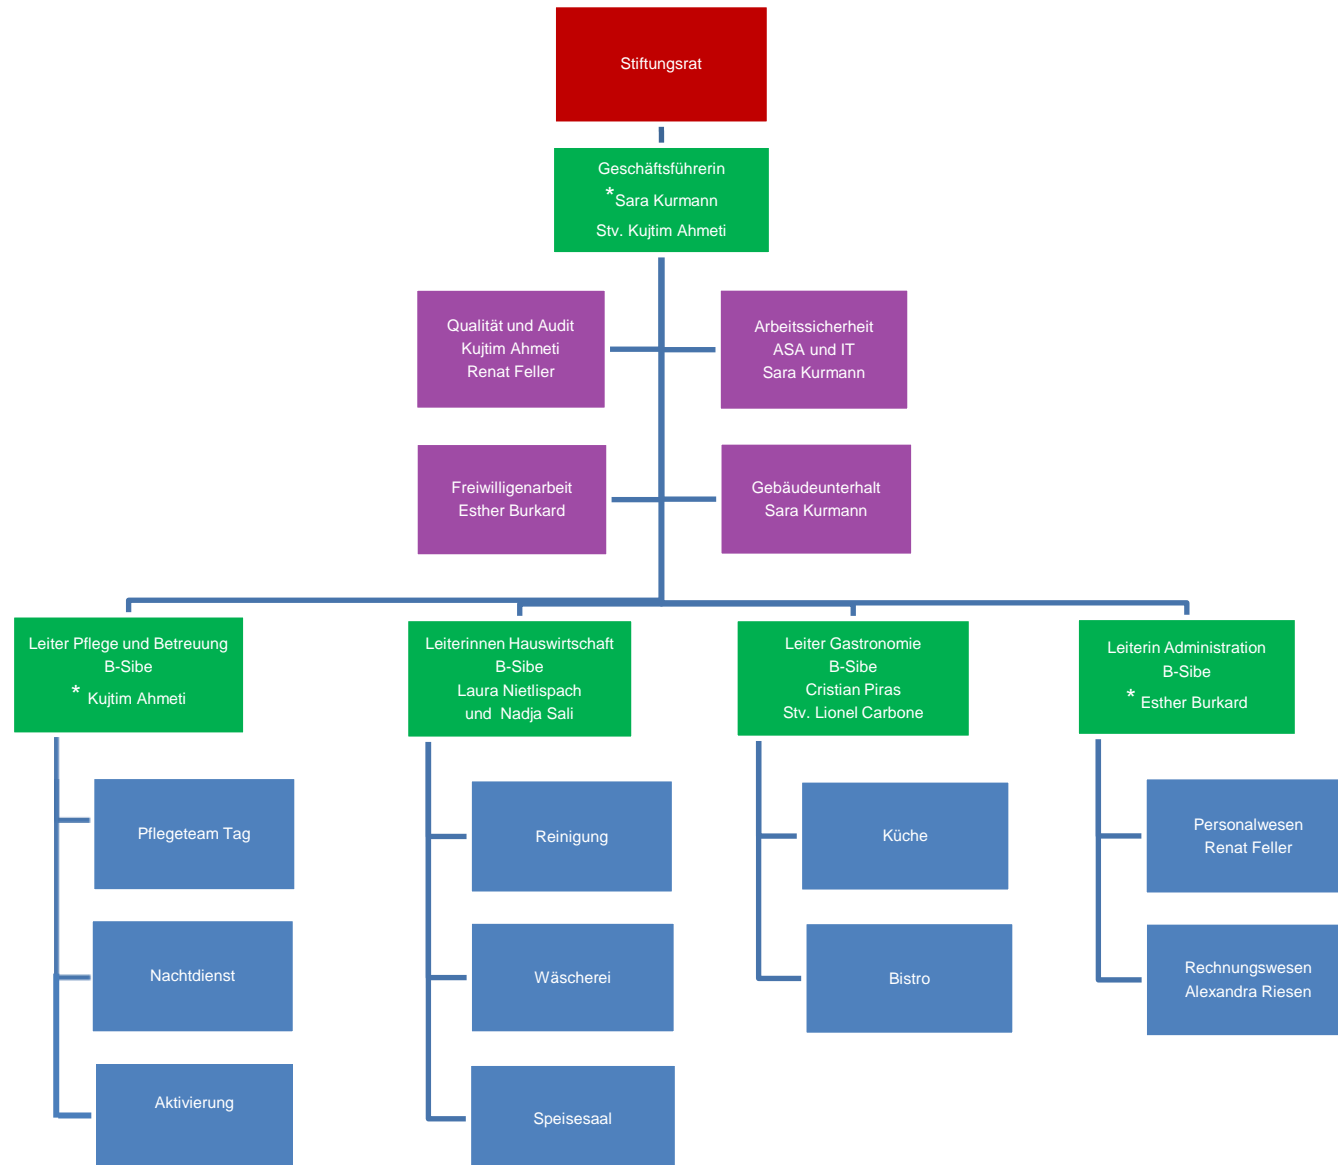 Stiftungsrat
Geschäftsführerin
*Sara Kurmann
Stv. Kujtim Ahmeti
Qualität und Audit
Kujtim Ahmeti
Renat Feller
Arbeitssicherheit
ASA und IT
Sara Kurmann
Freiwilligenarbeit
Esther Burkard
Gebäudeunterhalt
Sara Kurmann
Leiter Pflege und Betreuung
B-Sibe
* Kujtim Ahmeti
Leiterinnen Hauswirtschaft
B-Sibe
Laura Nietlispach
und Nadja Sali
Leiter Gastronomie
B-Sibe
Cristian Piras
Stv. Lionel Carbone
Leiterin Administration
B-Sibe
* Esther Burkard
Pflegeteam Tag
Reinigung
Küche
Personalwesen
Renat Feller
Nachtdienst
Wäscherei
Bistro
Rechnungswesen
Alexandra Riesen
Aktivierung
Speisesaal